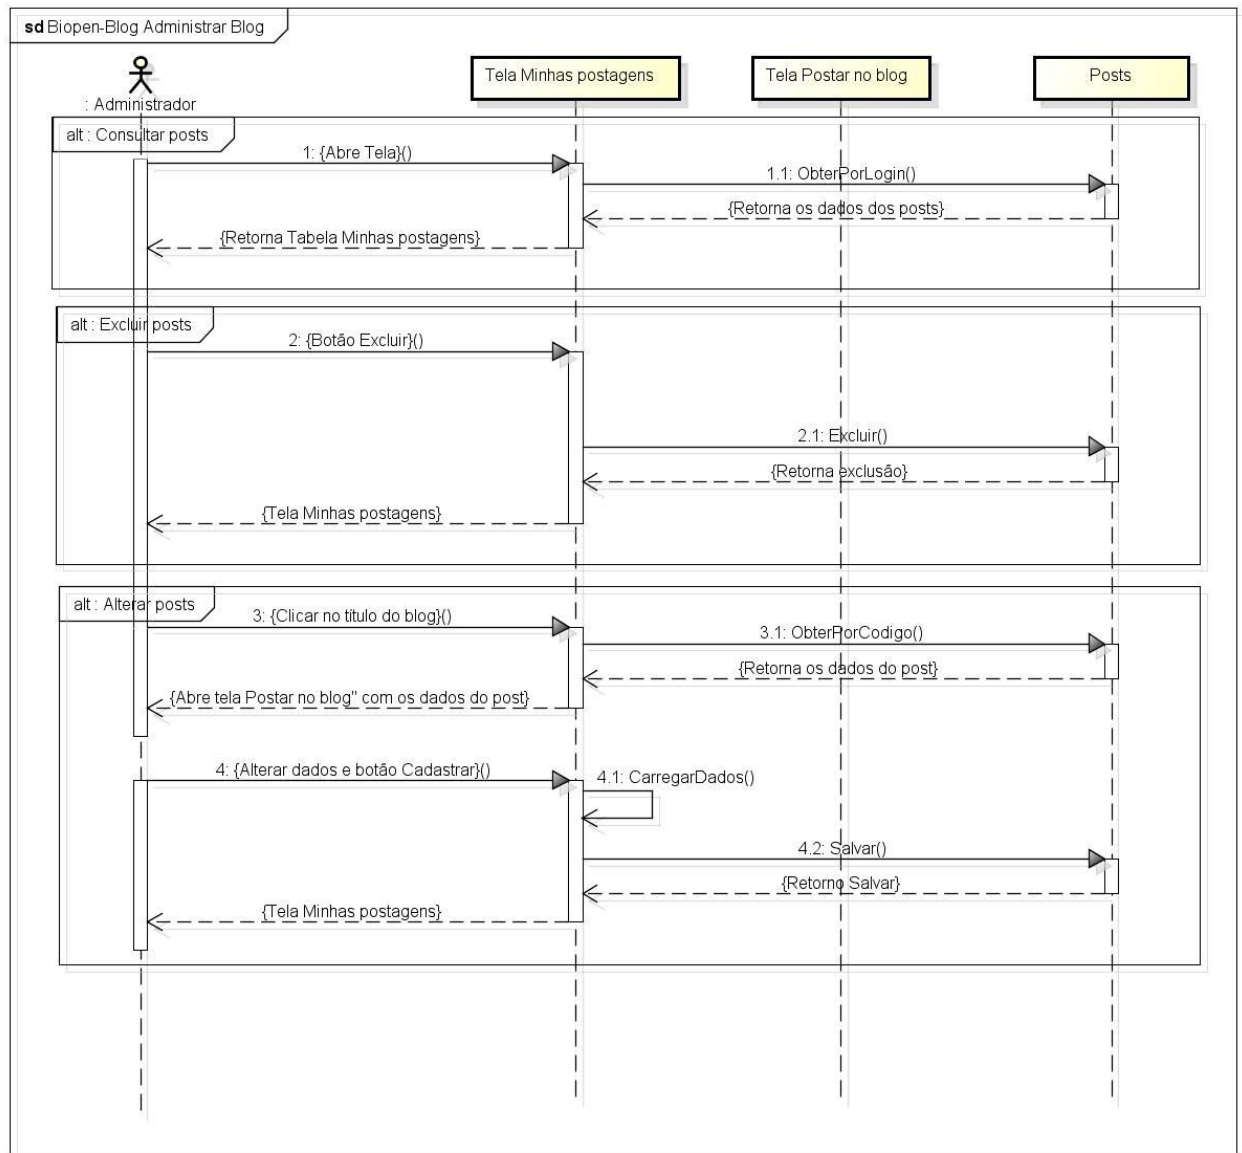 sd Biopen-Blog Administrar Blog
: Administrador
Tela Minhas postagens
Tela Postar no blog
Posts
alt : Consultar posts
1: {Abre Tela}()
1.1: ObterPorLogin()
{Retorna os dados dos posts}
{Retorna Tabela Minhas postagens}
alt : Excluir posts
2: {Botão Excluir}()
2.1: Excluir()
{Retorna exclusão}
{Tela Minhas postagens}
alt : Alterar posts
3: {Clicar no título do blog}()
3.1: ObterPorCodigo()
{Retorna os dados do post}
{Abre tela Postar no blog" com os dados do post}
4: {Alterar dados e botão Cadastrar}()
4.1: CarregarDados()
4.2: Salvar()
{Retorno Salvar}
{Tela Minhas postagens}